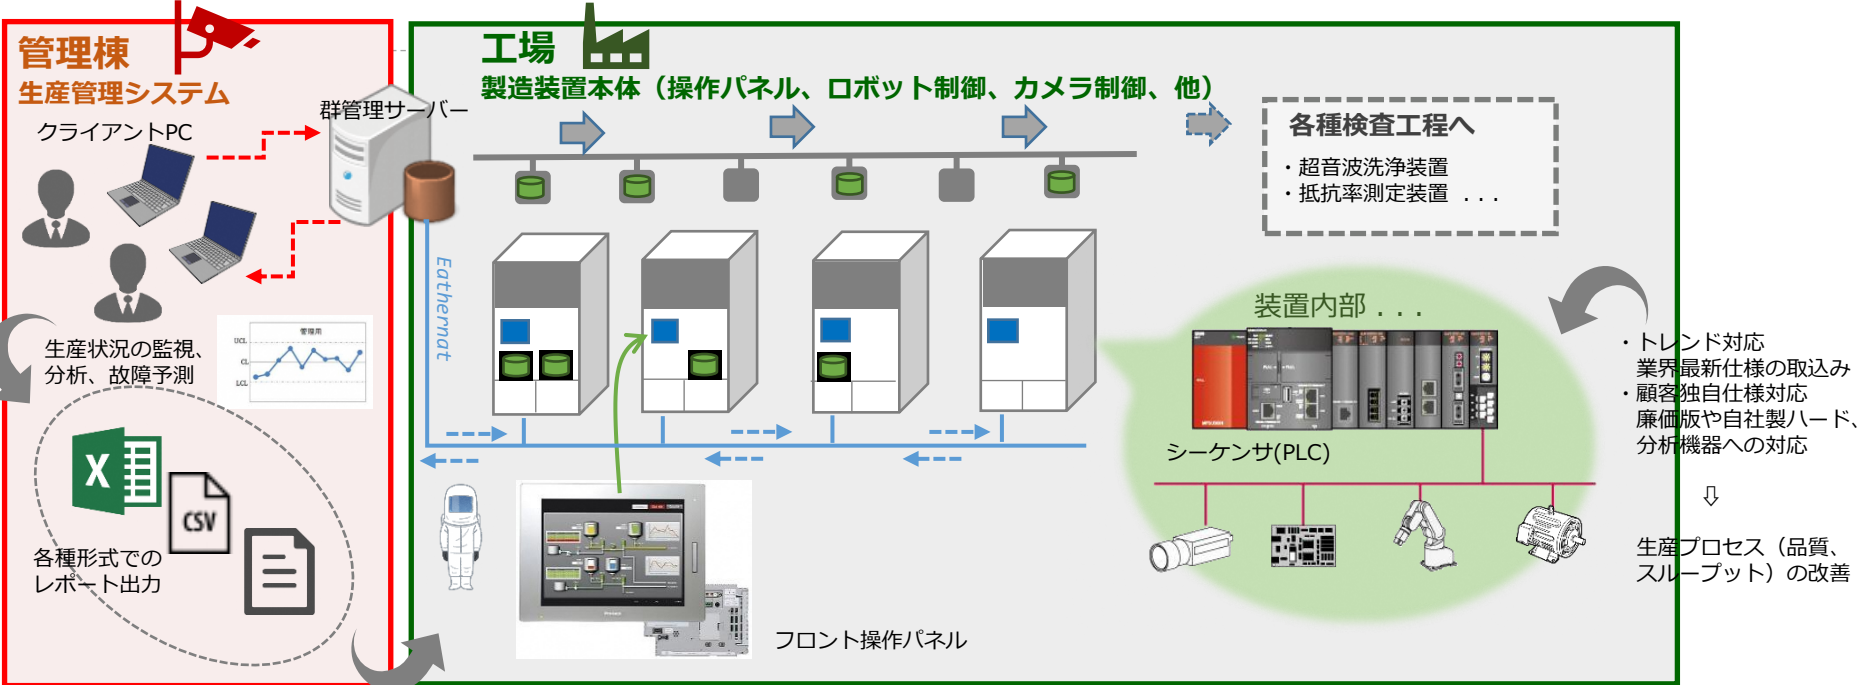 管理棟
生産管理システム
クライアントPC
群管理サーバー
生産状況の監視、
分析、故障予測
管理用
UCL
CL
LCL
X
CSV
各種形式での
レポート出力
工場
製造装置本体（操作パネル、ロボット制御、カメラ制御、他）
Eathernat
各種検査工程へ
・超音波洗浄装置
・抵抗率測定装置 . . .
装置内部 . . .
シーケンサ(PLC)
フロント操作パネル
・トレンド対応
業界最新仕様の取込み
・顧客独自仕様対応
廉価版や自社製ハード、
分析機器への対応
⇩
生産プロセス（品質、
スループット）の改善